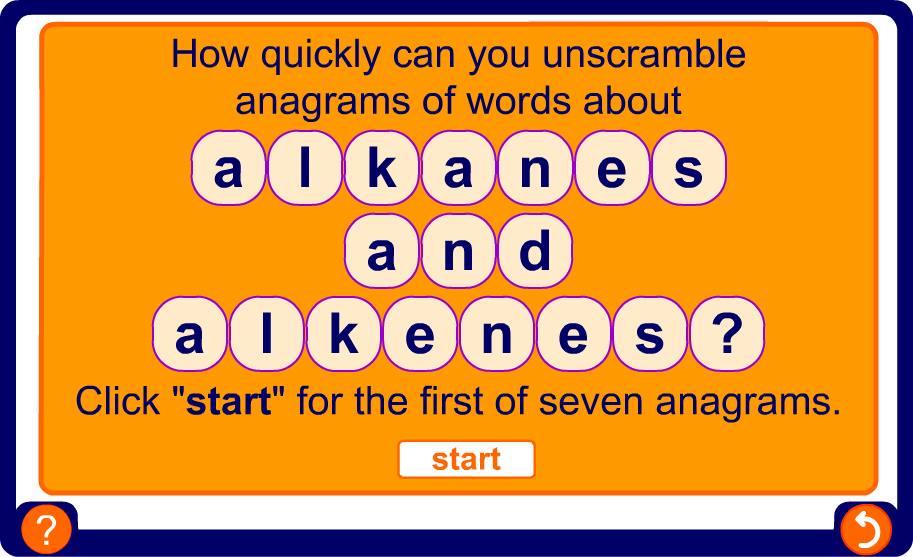 How quickly can you unscramble
anagrams of words about
alkanes
and
alkenes?
Click "start" for the first of seven anagrams.
start
?